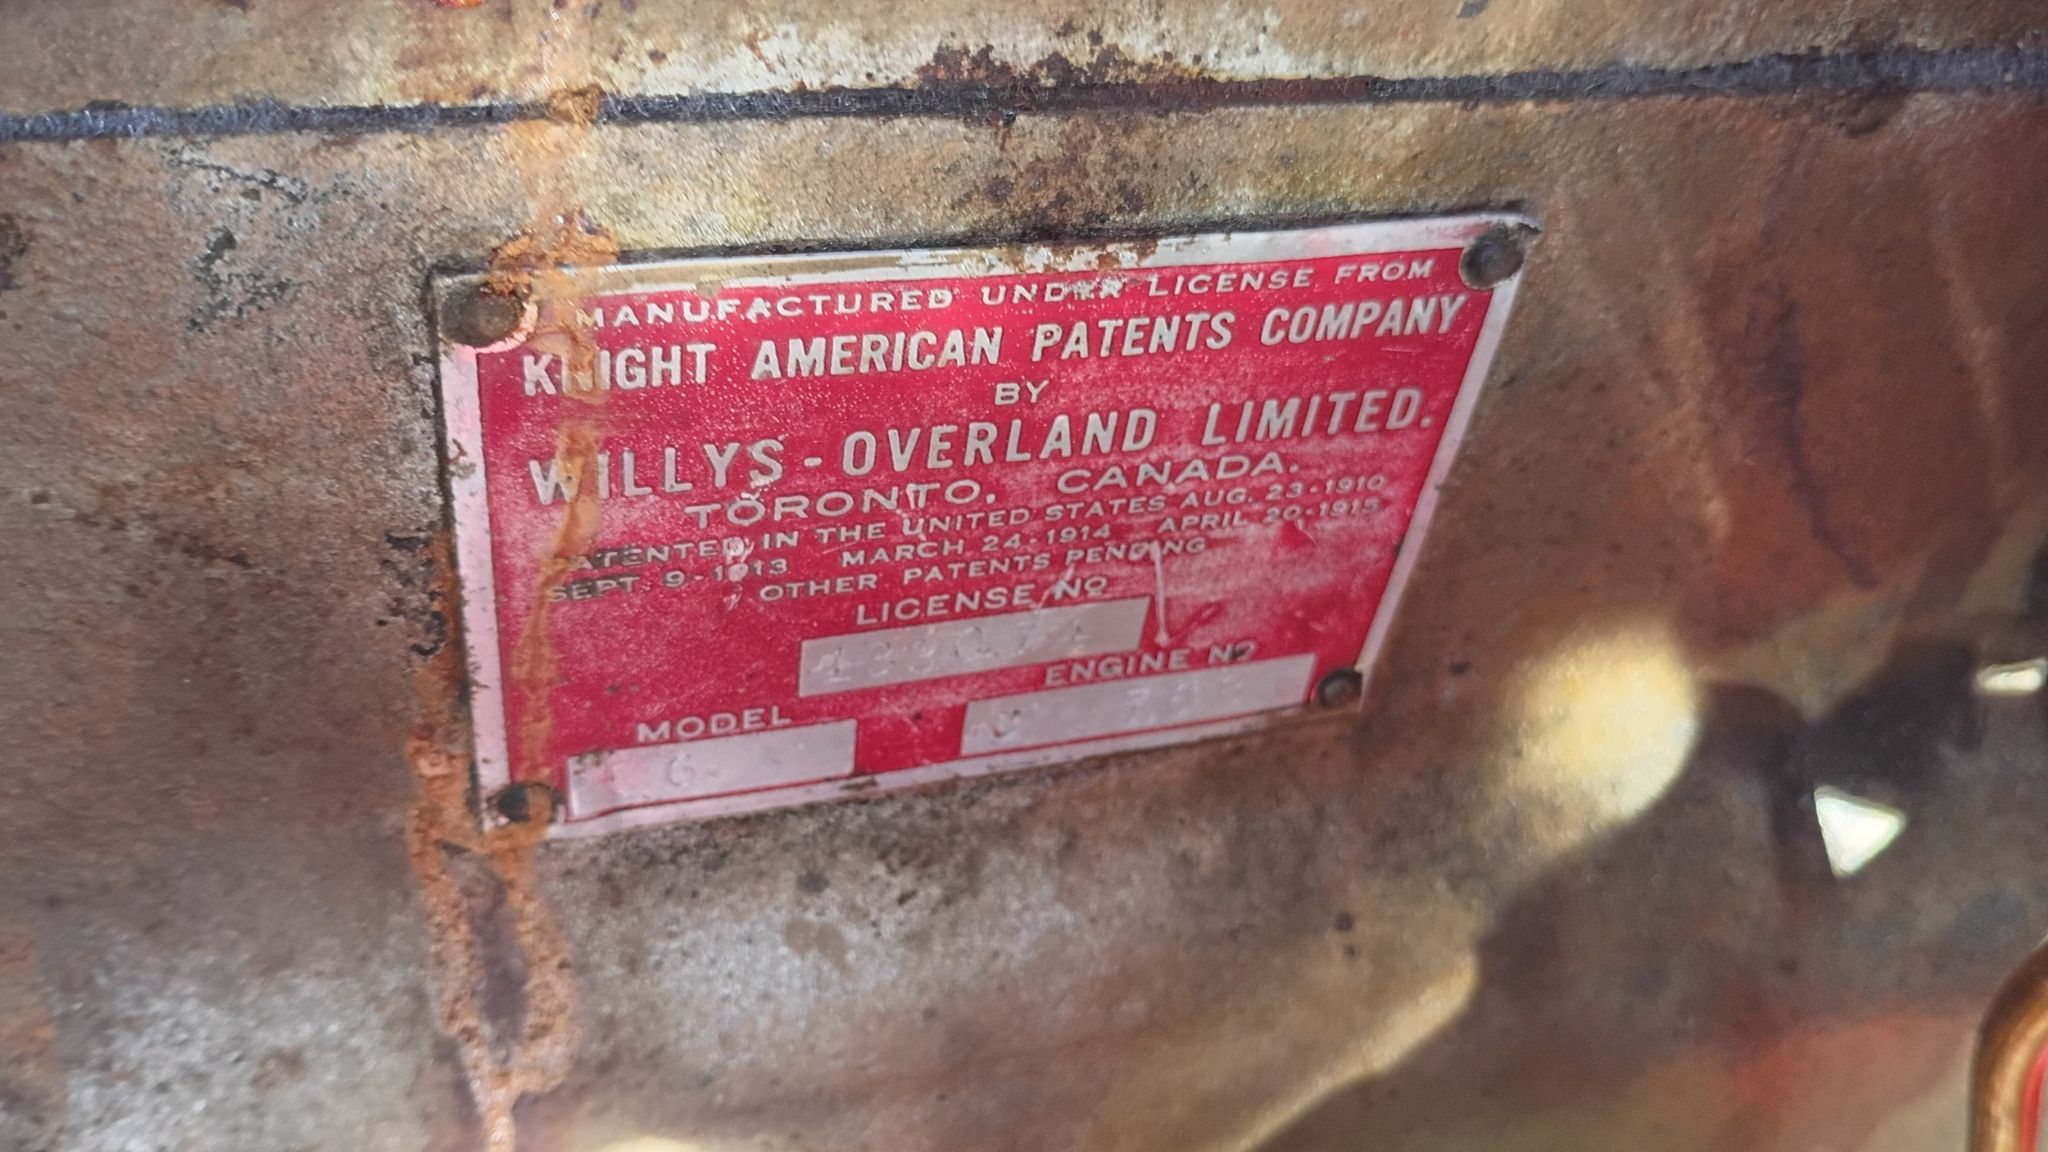 MANUFACTURED UNDER LICENSE FROM
KNIGHT AMERICAN PATENTS COMPANY
BY
WILLYS-OVERLAND LIMITED.
TORONTO, CANADA.
PATENTED IN THE UNITED STATES AUG. 23-1910
SEPT. 9-1913 MARCH 24-1914 APRIL 20-1915
OTHER PATENTS PENDING
LICENSE No
ENGINE No
MODEL